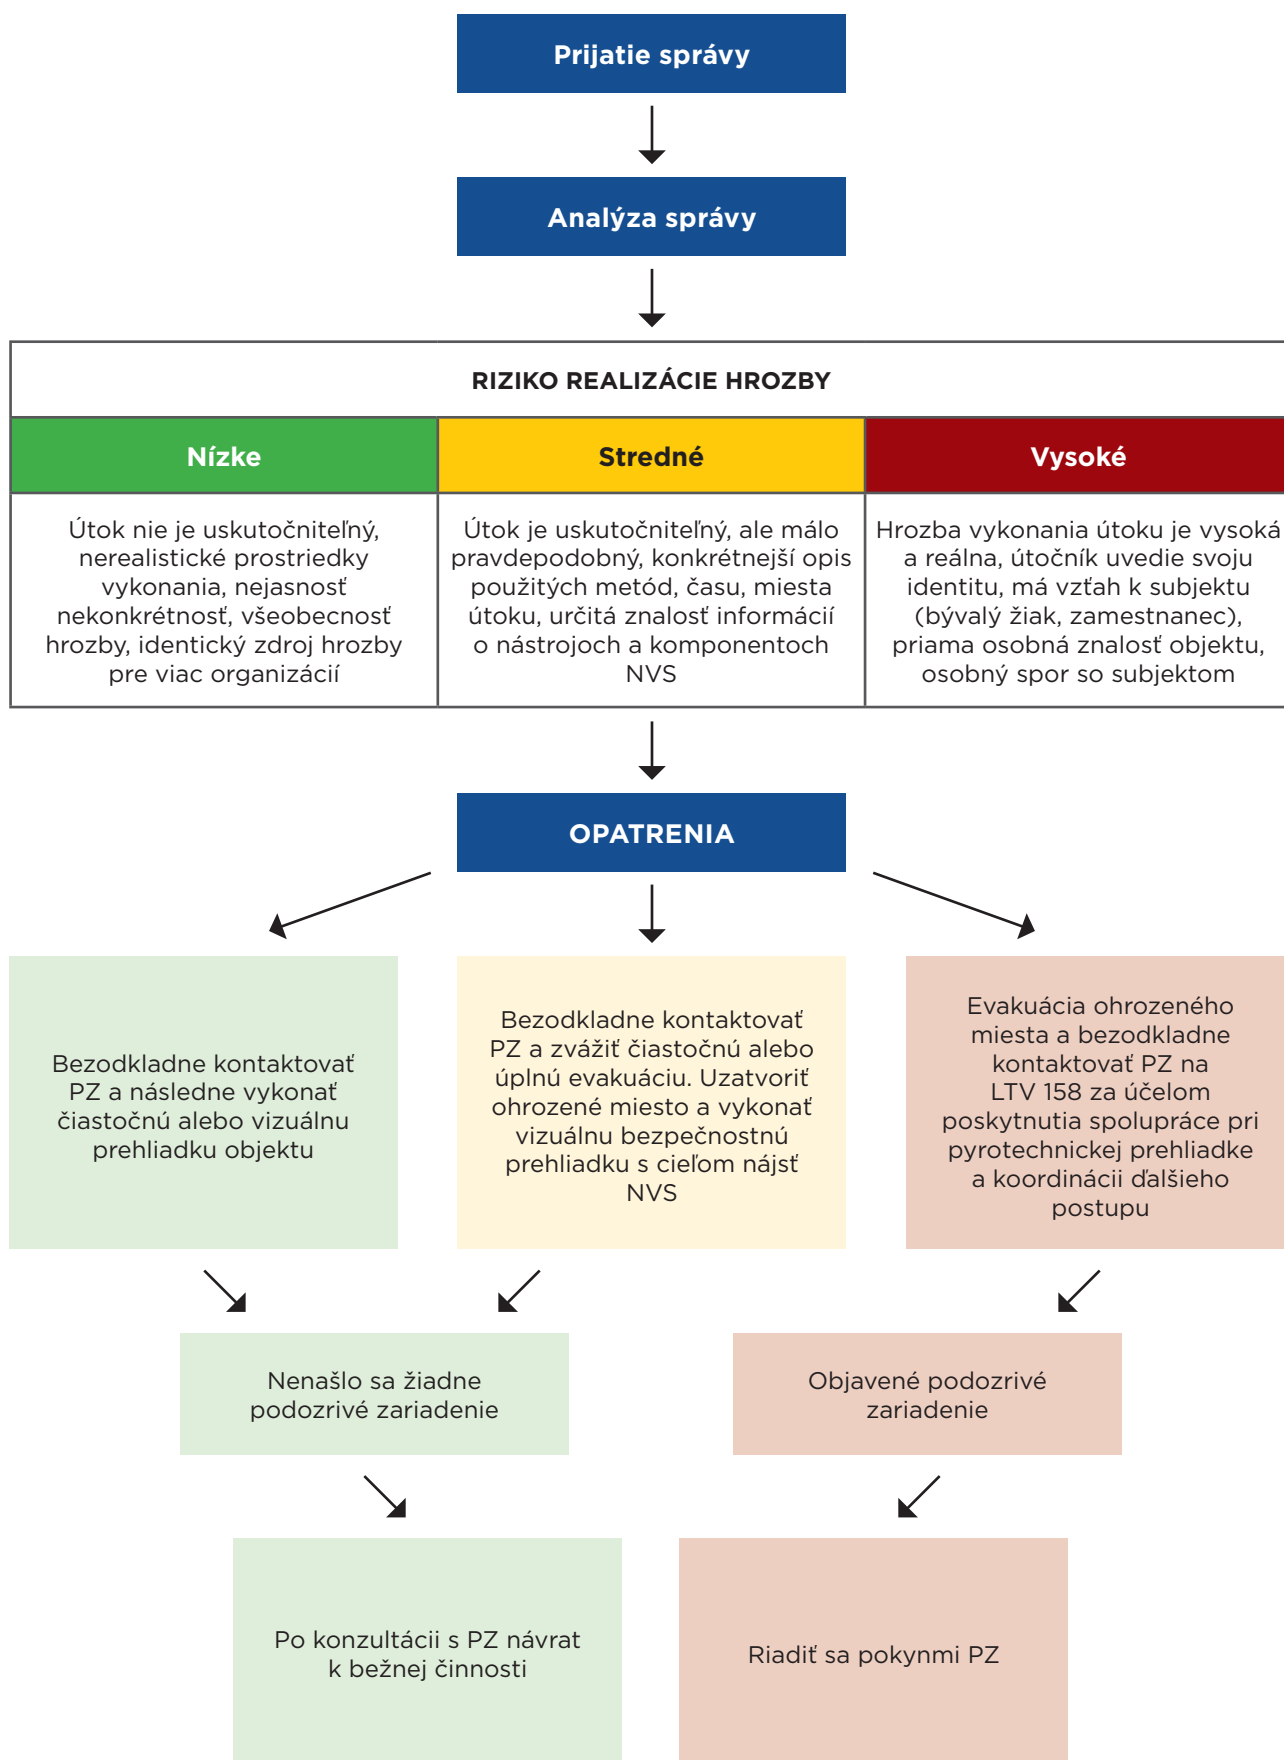 Prijatie správy
Analýza správy
RIZIKO REALIZÁCIE HROZBY
Nízke
Stredné
Vysoké
Útok nie je uskutočniteľný,
nerealistické prostriedky
vykonania, nejasnosť
nekonkrétnosť, všeobecnosť
hrozby, identický zdroj hrozby
pre viac organizácií
Útok je uskutočniteľný, ale málo
pravdepodobný, konkrétnejší opis
použitých metód, času, miesta
útoku, určitá znalosť informácií
o nástrojoch a komponentoch
NVS
Hrozba vykonania útoku je vysoká
a reálna, útočník uvedie svoju
identitu, má vzťah k subjektu
(bývalý žiak, zamestnanec),
priama osobná znalosť objektu,
osobný spor so subjektom
OPATRENIA
Bezodkladne kontaktovať
PZ a následne vykonať
čiastočnú alebo vizuálnu
prehliadku objektu
Bezodkladne kontaktovať
PZ a zvážiť čiastočnú alebo
úplnú evakuáciu. Uzatvoriť
ohrozené miesto a vykonať
vizuálnu bezpečnostnú
prehliadku s cieľom nájsť
NVS
Evakuácia ohrozeného
miesta a bezodkladne
kontaktovať PZ na
LTV 158 za účelom
poskytnutia spolupráce pri
pyrotechnickej prehliadke
a koordinácii ďalšieho
postupu
Nenašlo sa žiadne
podozrivé zariadenie
Objavené podozrivé
zariadenie
Po konzultácii s PZ návrat
k bežnej činnosti
Riadiť sa pokynmi PZ